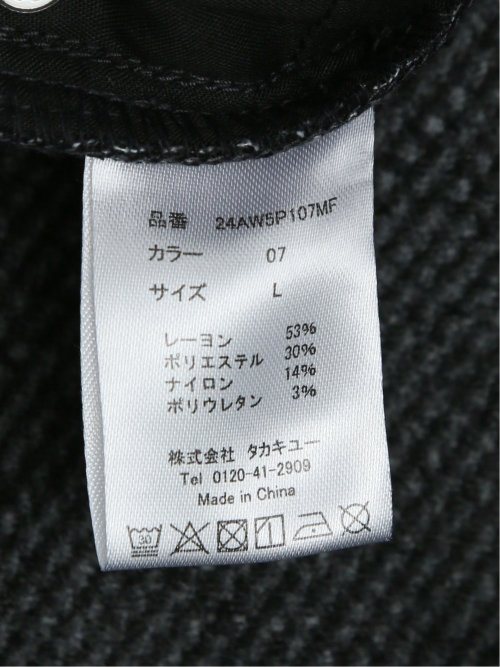 品番 24AW5P107MF
カラー 07
サイズ L
レーヨン 53%
ポリエステル 30%
ナイロン 14%
ポリウレタン 3%
株式会社 タカキユー
Tel 0120-41-2909
Made in China
30